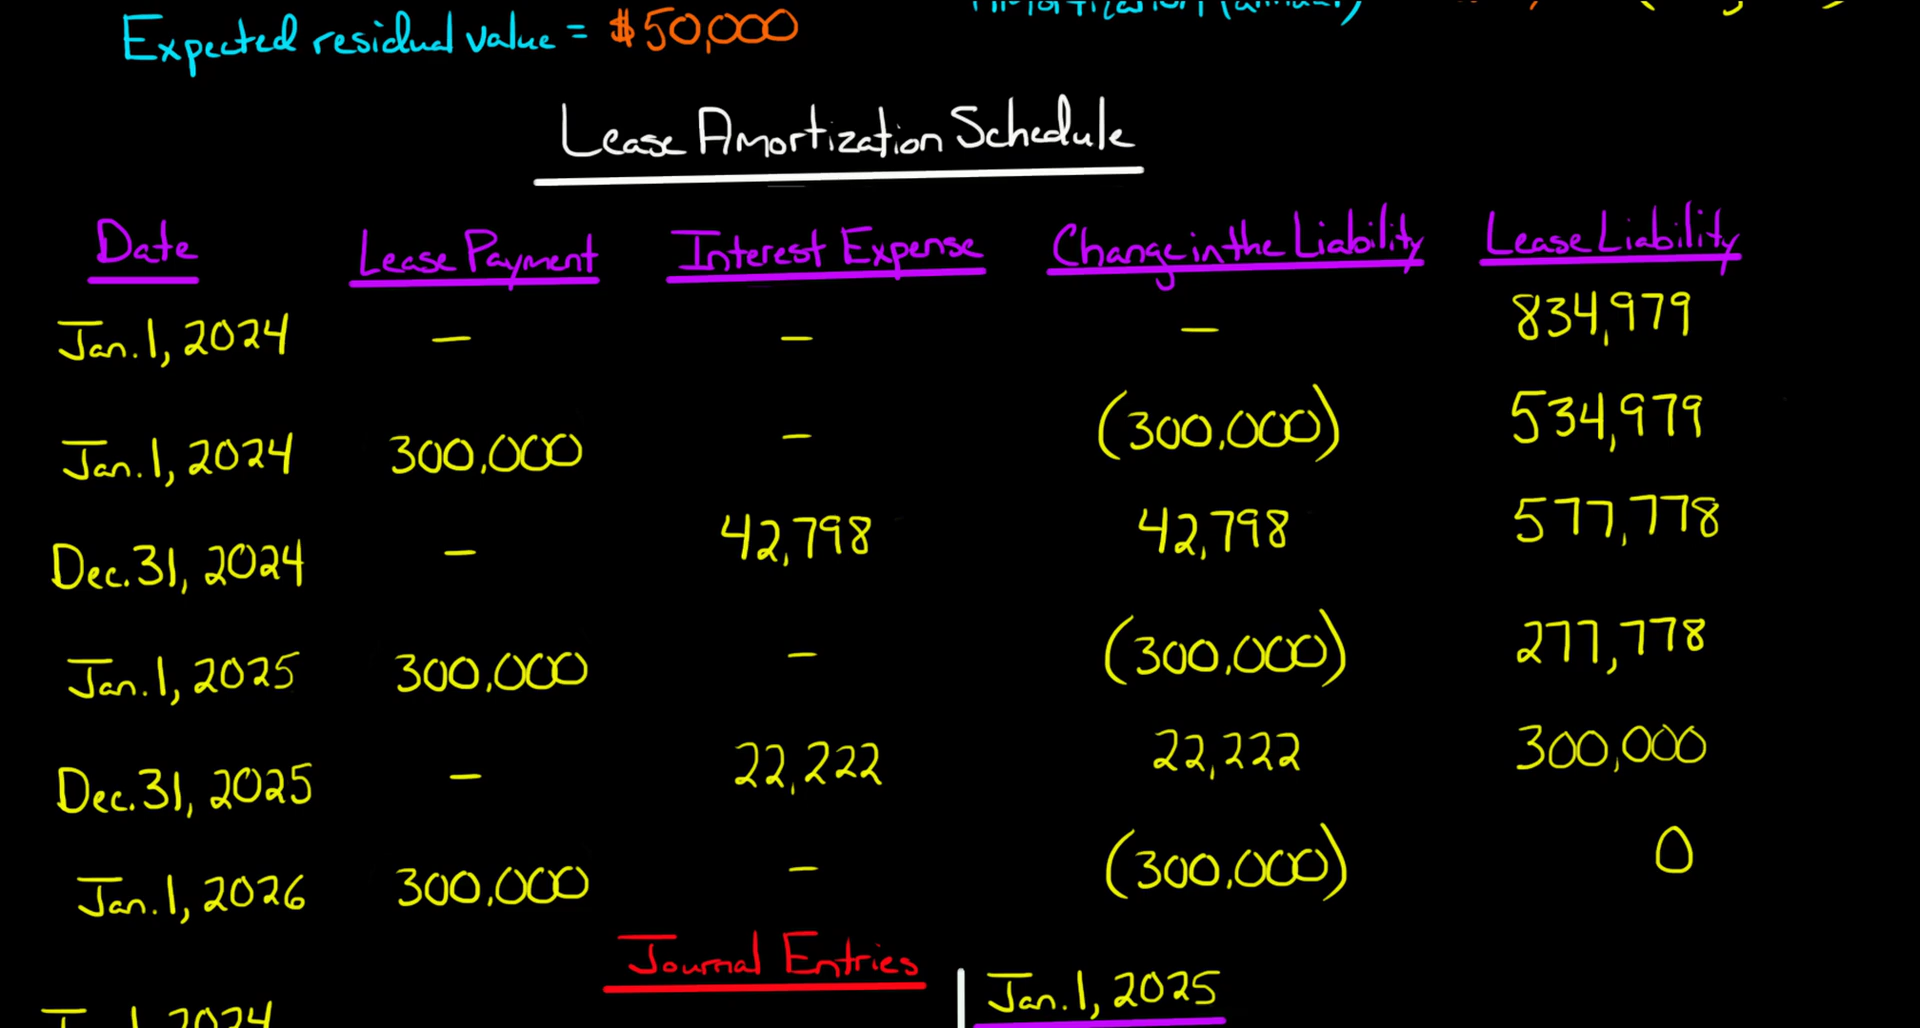 Expected residual value = $50,000
Amortization (annual)
Lease Amortization Schedule
Date Lease Payment Interest Expense Change in the Liability Lease Liability
Jan. 1, 2024 – – – 834,979
Jan. 1, 2024 300,000 – (300,000) 534,979
Dec. 31, 2024 – 42,798 42,798 577,778
Jan. 1, 2025 300,000 – (300,000) 277,778
Dec. 31, 2025 – 22,222 22,222 300,000
Jan. 1, 2026 300,000 – (300,000) 0
Journal Entries
Jan. 1, 2025